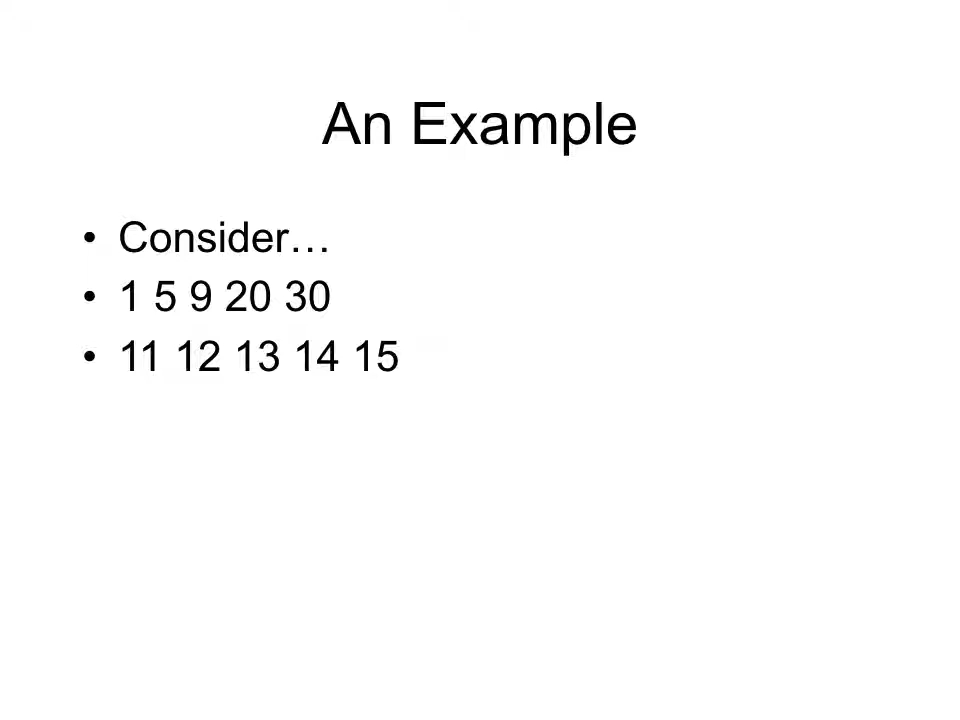 An Example
• Consider…
• 1 5 9 20 30
• 11 12 13 14 15